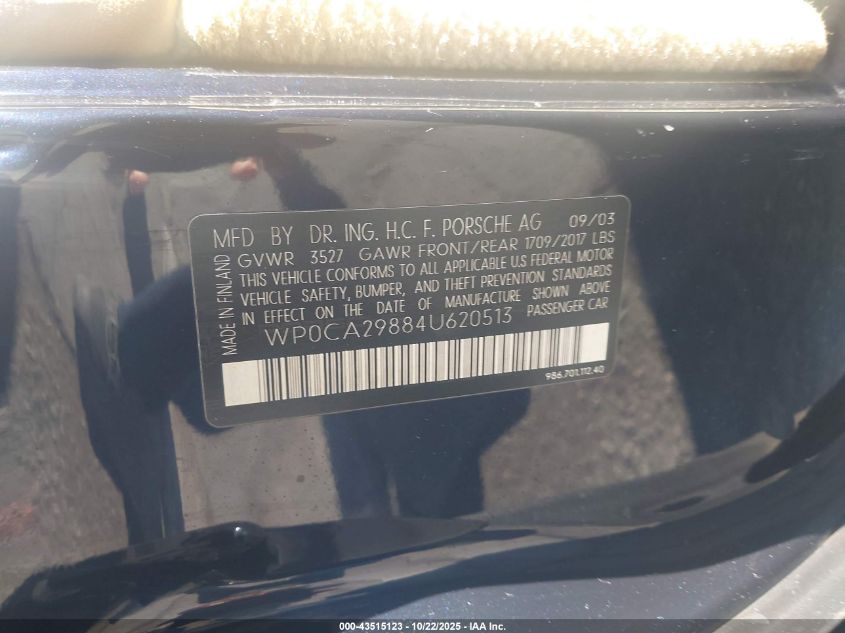 MFD BY DR. ING. H.C. F. PORSCHE AG 09/03
GVWR 3527 GAWR FRONT/REAR 1709/2017 LBS
THIS VEHICLE CONFORMS TO ALL APPLICABLE U.S FEDERAL MOTOR
VEHICLE SAFETY, BUMPER, AND THEFT PREVENTION STANDARDS
IN EFFECT ON THE DATE OF MANUFACTURE SHOWN ABOVE
WP0CA29884U620513 PASSENGER CAR
MADE IN FINLAND
986.701.112.40
000-43515123 - 10/22/2025 - IAA Inc.